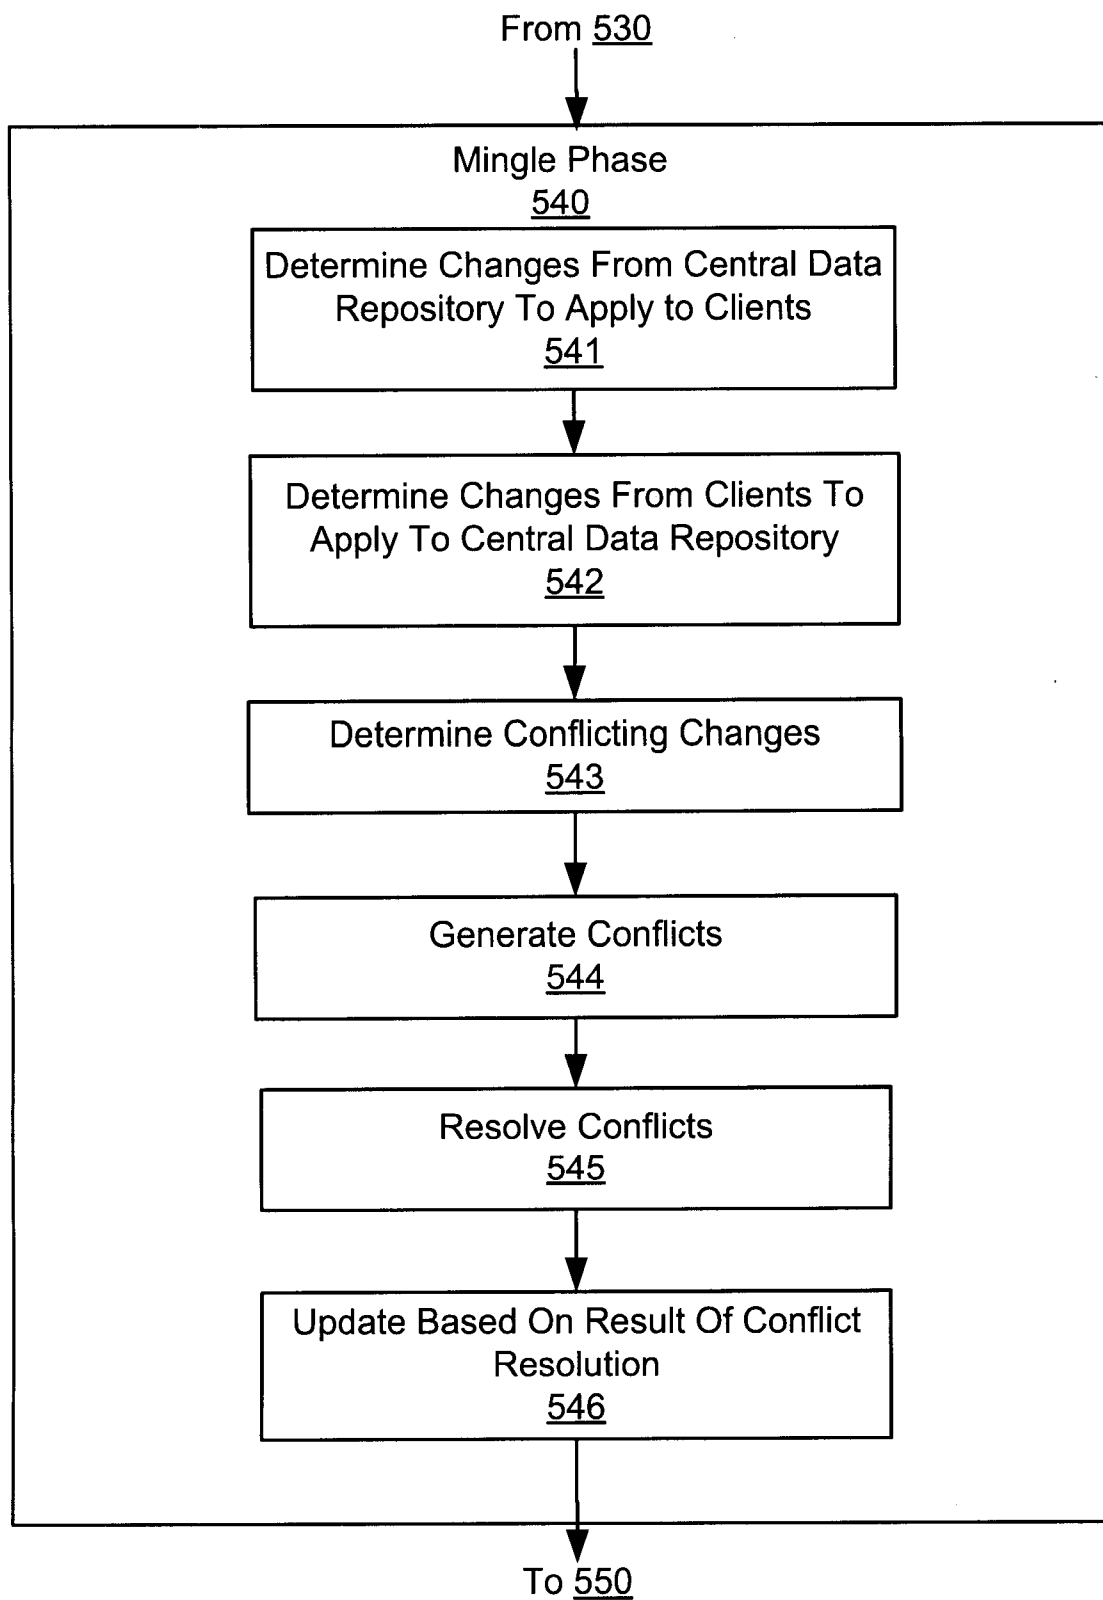 From 530
Mingle Phase
540
Determine Changes From Central Data
Repository To Apply to Clients
541
Determine Changes From Clients To
Apply To Central Data Repository
542
Determine Conflicting Changes
543
Generate Conflicts
544
Resolve Conflicts
545
Update Based On Result Of Conflict
Resolution
546
To 550